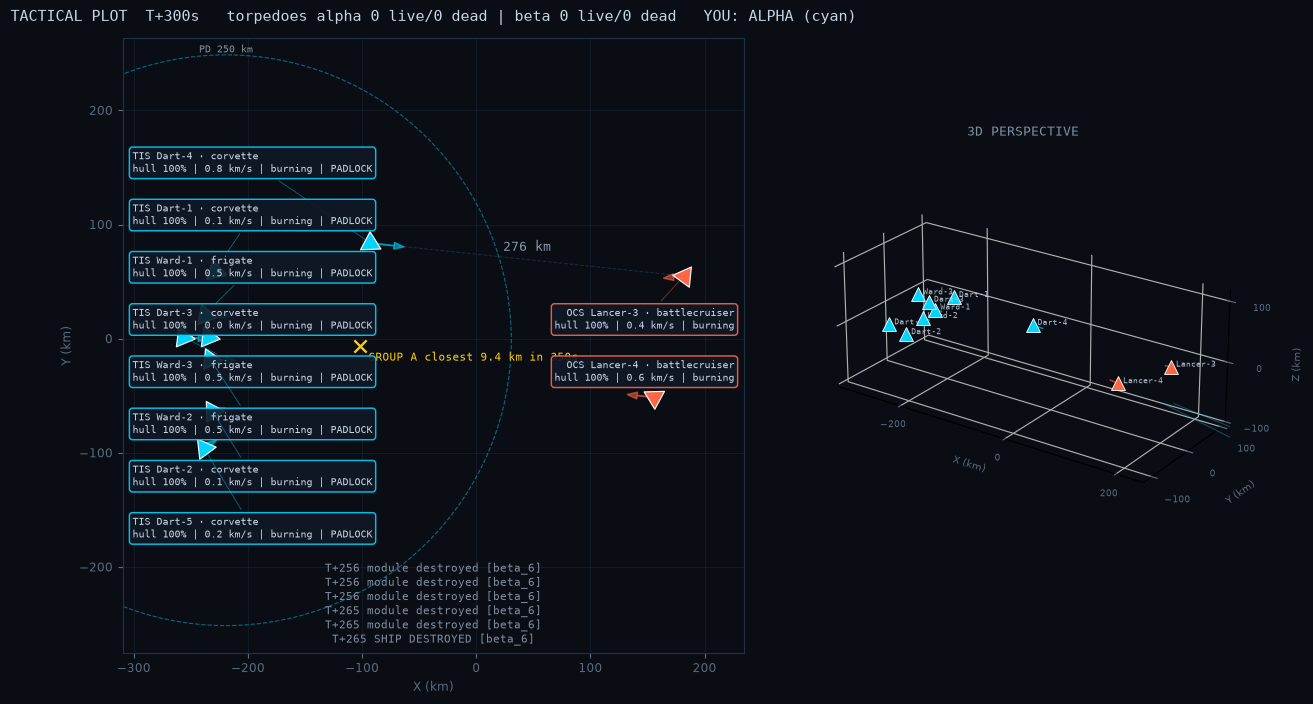 TACTICAL PLOT  T+300s   torpedoes alpha 0 live/0 dead | beta 0 live/0 dead   YOU: ALPHA (cyan)
PD 250 km
TIS Dart-4 · corvette
hull 100% | 0.8 km/s | burning | PADLOCK
TIS Dart-1 · corvette
hull 100% | 0.1 km/s | burning | PADLOCK
TIS Ward-1 · frigate
hull 100% | 0.5 km/s | burning | PADLOCK
TIS Dart-3 · corvette
hull 100% | 0.0 km/s | burning | PADLOCK
TIS Ward-3 · frigate
hull 100% | 0.5 km/s | burning | PADLOCK
TIS Ward-2 · frigate
hull 100% | 0.5 km/s | burning | PADLOCK
TIS Dart-2 · corvette
hull 100% | 0.1 km/s | burning | PADLOCK
TIS Dart-5 · corvette
hull 100% | 0.2 km/s | burning | PADLOCK
276 km
OCS Lancer-3 · battlecruiser
hull 100% | 0.4 km/s | burning
OCS Lancer-4 · battlecruiser
hull 100% | 0.6 km/s | burning
GROUP A closest 9.4 km in
T+256 module destroyed [beta_6]
T+256 module destroyed [beta_6]
T+256 module destroyed [beta_6]
T+265 module destroyed [beta_6]
T+265 module destroyed [beta_6]
T+265 SHIP DESTROYED [beta_6]
200
100
0
−100
−200
Y (km)
−300
−200
−100
0
100
200
X (km)
3D PERSPECTIVE
Ward-3
Dart-1
Ward-1
Dart-2
Dart-4
Lancer-3
Lancer-4
−200
0
200
X (km)
−100
0
100
Y (km)
−100
0
100
Z (km)